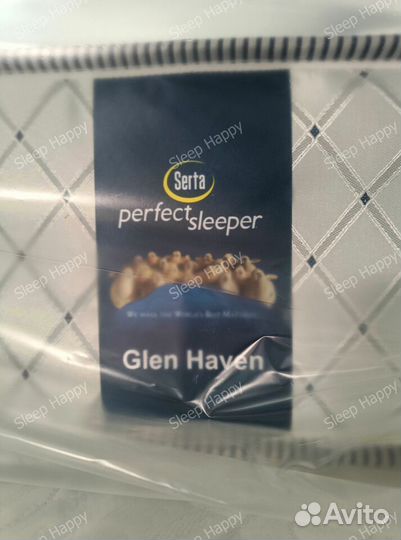 Serta
perfect sleeper
WE MAKE THE WORLD'S BEST MATTRESS
Glen Haven
Sleep Happy
Avito